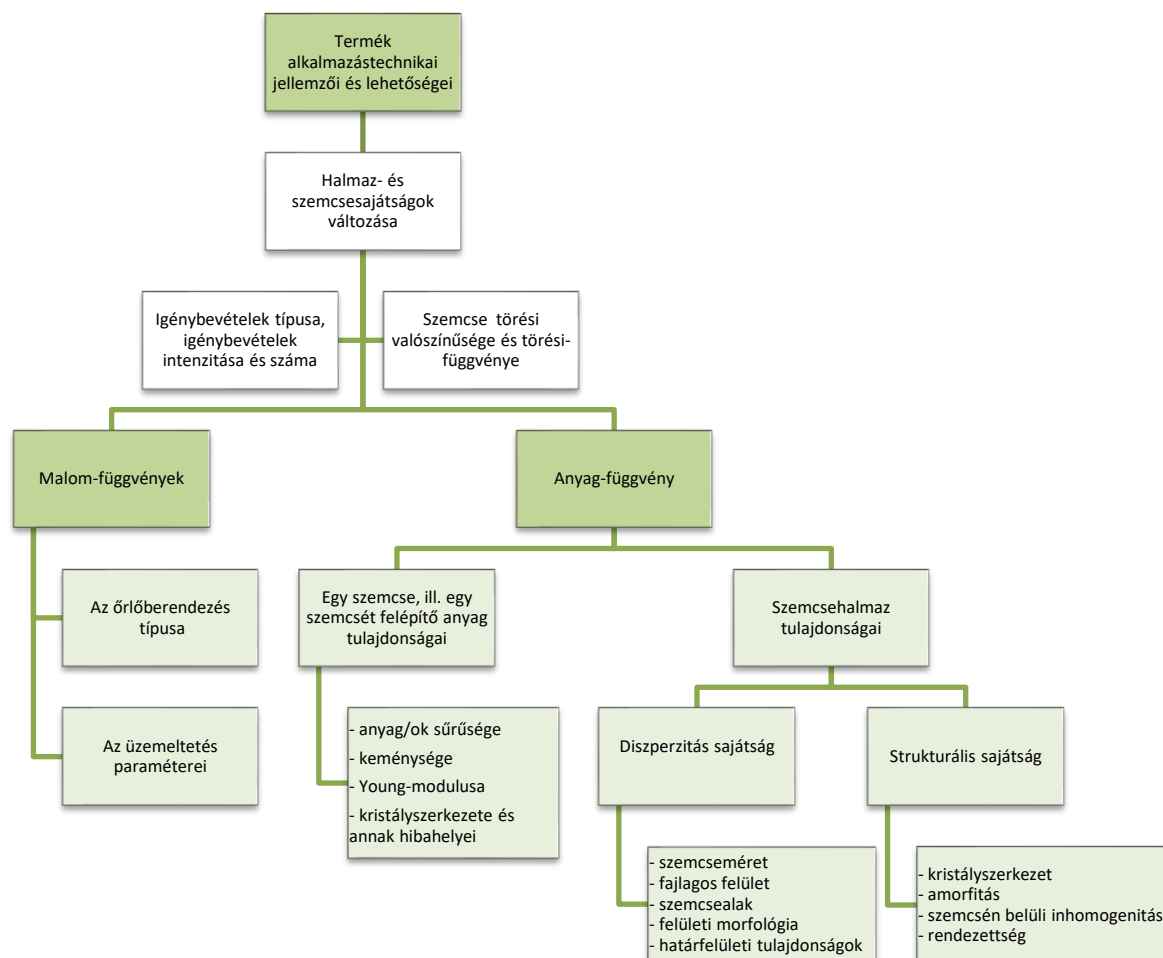 Termék
alkalmazástechnikai
jellemzői és lehetőségei
Halmaz- és
szemcsesajátságok
változása
Igénybevételek típusa,
igénybevételek
intenzitása és száma
Szemcse törési
valószínűsége és törési-
függvénye
Malom-függvények
Anyag-függvény
Az őrlőberendezés
típusa
Az üzemeltetés
paraméterei
Egy szemcse, ill. egy
szemcsét felépítő anyag
tulajdonságai
- anyag/ok sűrűsége
- keménysége
- Young-modulusa
- kristályszerkezete és
annak hibahelyei
Szemcsehalmaz
tulajdonságai
Diszperzitás sajátság
- szemcseméret
- fajlagos felület
- szemcsealak
- felületi morfológia
- határfelületi tulajdonságok
Strukturális sajátság
- kristályszerkezet
- amorfitás
- szemcsén belüli inhomogenitás
- rendezettség